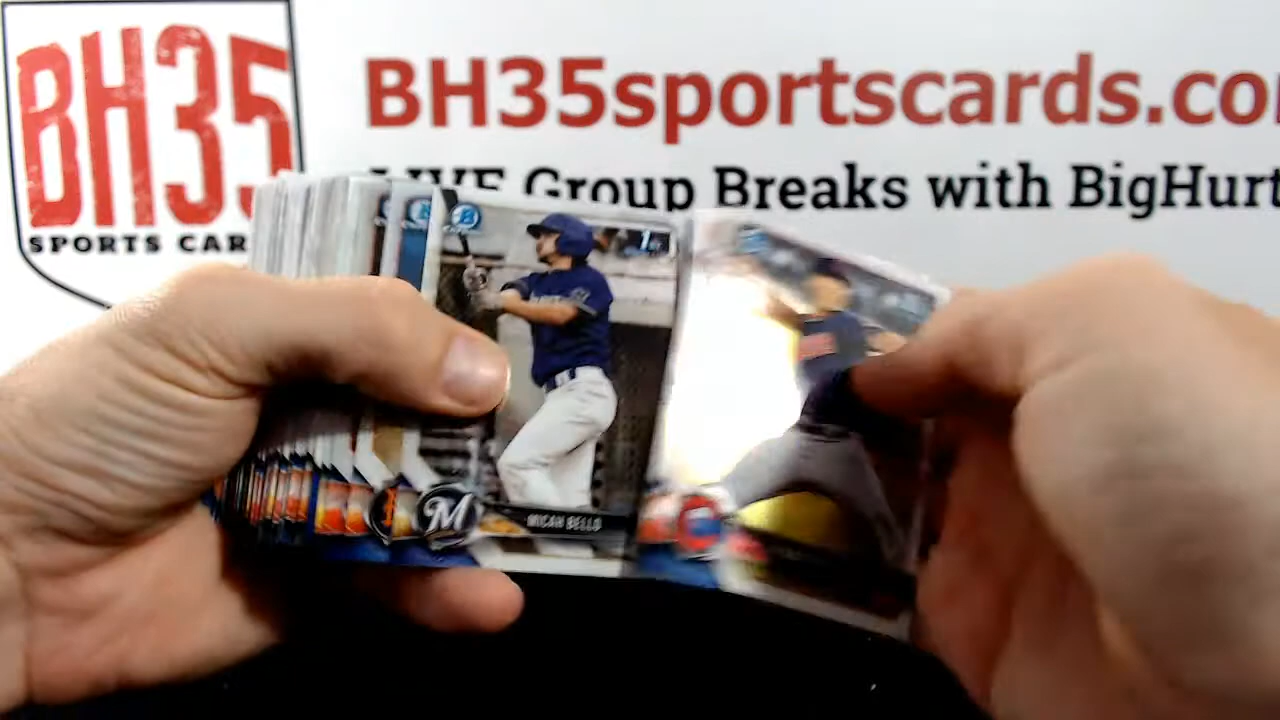 BH35
SPORTS CAR
BH35sportscards.co
LIVE Group Breaks with BigHurt
MICAH BELLO
M
C